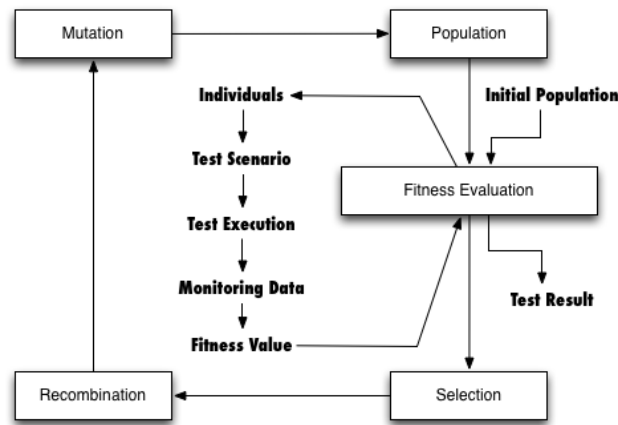 Mutation
Population
Individuals
Initial Population
Test Scenario
Fitness Evaluation
Test Execution
Monitoring Data
Test Result
Fitness Value
Recombination
Selection